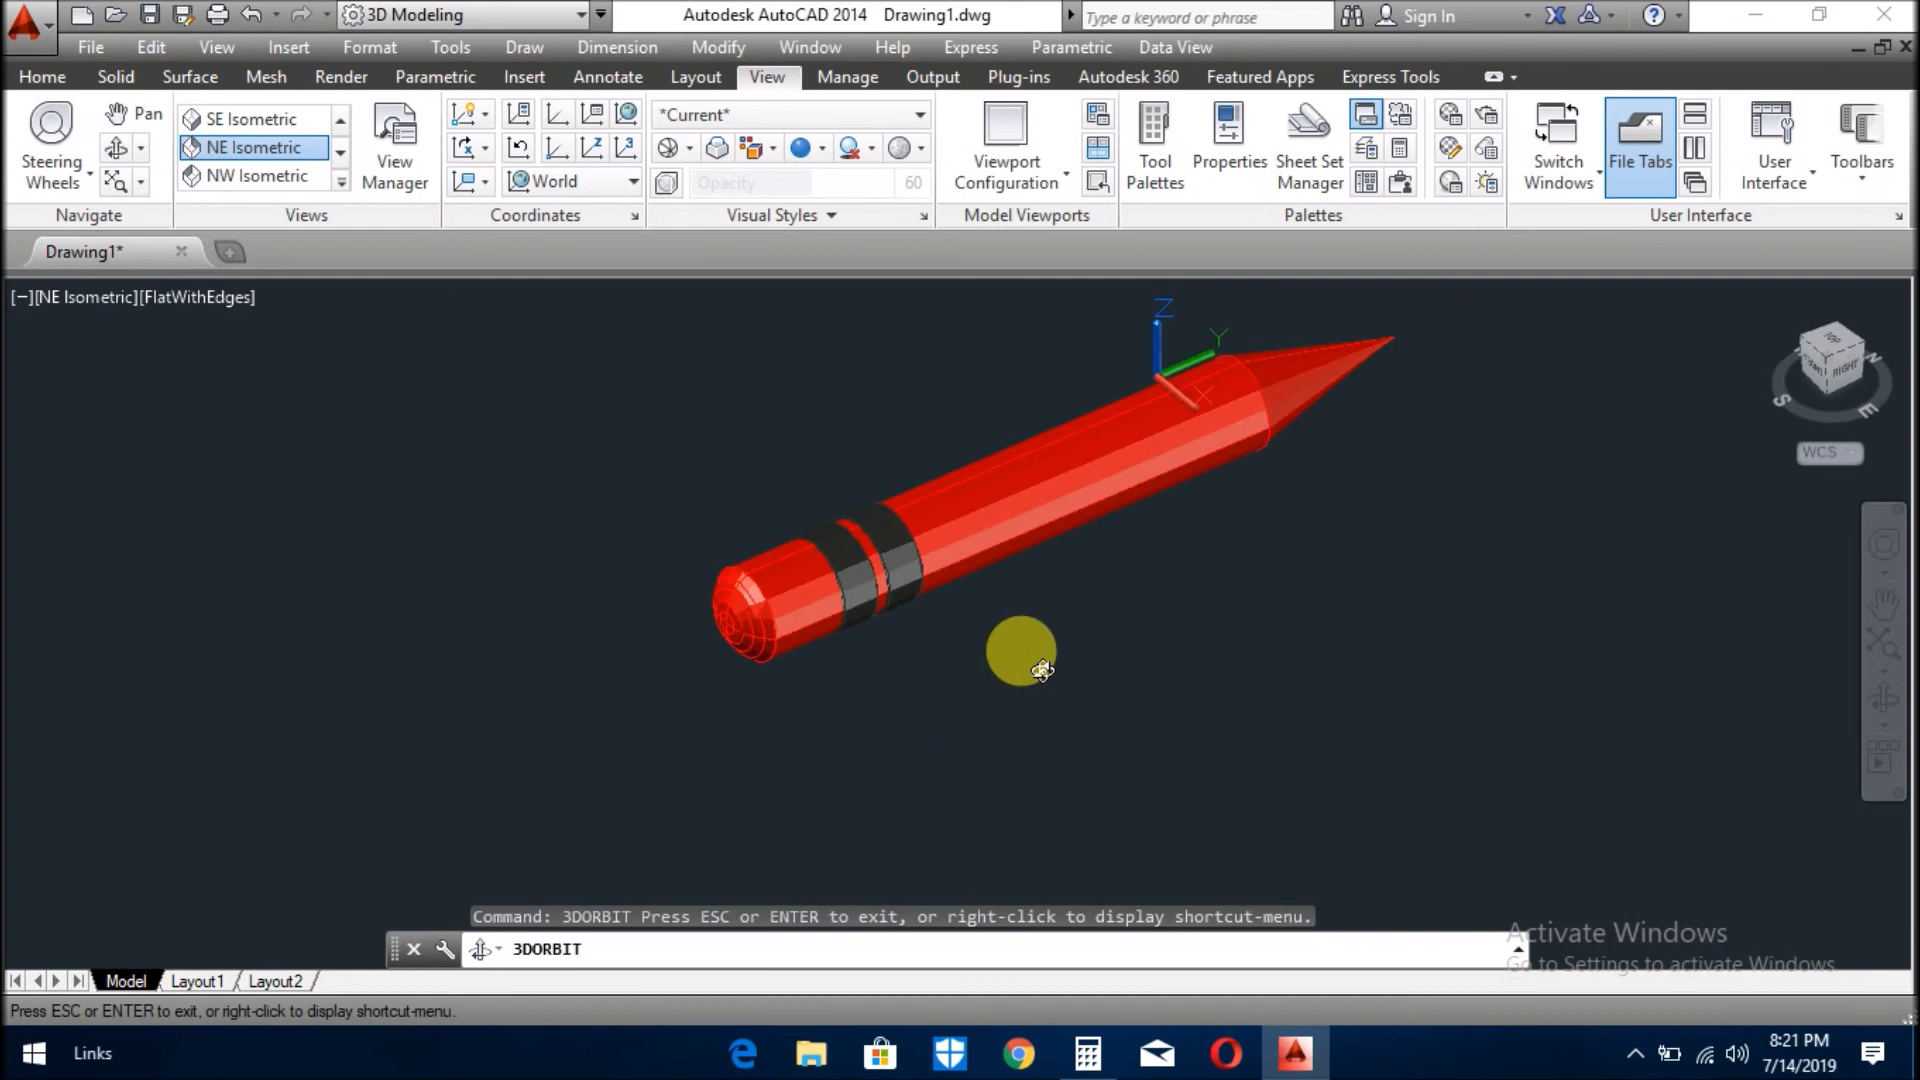 3D Modeling
Autodesk AutoCAD 2014 Drawing1.dwg
Type a keyword or phrase
Sign In
File Edit View Insert Format Tools Draw Dimension Modify Window Help Express Parametric Data View
Home Solid Surface Mesh Render Parametric Insert Annotate Layout View Manage Output Plug-ins Autodesk 360 Featured Apps Express Tools
Pan
SE Isometric
NE Isometric
NW Isometric
Steering
Wheels
View
Manager
World
*Current*
Opacity 60
Viewport
Configuration
Tool
Palettes
Properties
Sheet Set
Manager
Switch
Windows
File Tabs
User
Interface
Toolbars
Navigate Views Coordinates Visual Styles Model Viewports Palettes User Interface
Drawing1*
[−][NE Isometric][FlatWithEdges]
Z
Y
X
TOP
RIGHT
N
S
E
WCS
Command: 3DORBIT Press ESC or ENTER to exit, or right-click to display shortcut-menu.
3DORBIT
Activate Windows
Go to Settings to activate Windows.
Model Layout1 Layout2
Press ESC or ENTER to exit, or right-click to display shortcut-menu.
Links
8:21 PM
7/14/2019